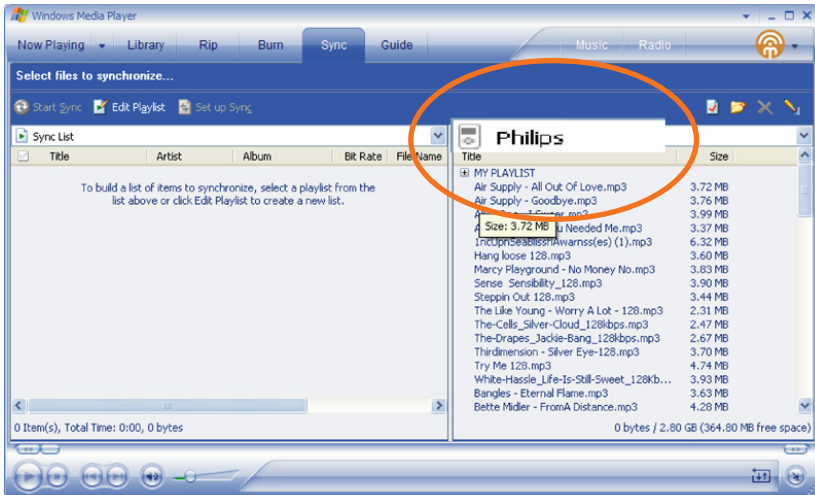 Windows Media Player
Now Playing Library Rip Burn Sync Guide Music Radio
Select files to synchronize...
Start Sync Edit Playlist Set up Sync
Sync List
Philips
Title Artist Album Bit Rate File Name
Title Size
To build a list of items to synchronize, select a playlist from the
list above or click Edit Playlist to create a new list.
MY PLAYLIST
Air Supply - All Out Of Love.mp3 3.72 MB
Air Supply - Goodbye.mp3 3.76 MB
3.99 MB
Size: 3.72 MB
Needed Me.mp3 3.37 MB
(1).mp3 6.32 MB
Hang loose 128.mp3 3.60 MB
Marcy Playground - No Money No.mp3 3.83 MB
Sense Sensibility_128.mp3 3.90 MB
Steppin Out 128.mp3 3.44 MB
The Like Young - Worry A Lot - 128.mp3 2.31 MB
The-Cells_Silver-Cloud_128kbps.mp3 2.47 MB
The-Drapes_Jackie-Bang_128kbps.mp3 2.67 MB
Thirdimension - Silver Eye-128.mp3 3.70 MB
Try Me 128.mp3 4.74 MB
White-Hassle_Life-Is-Still-Sweet_128Kb... 3.93 MB
Bangles - Eternal Flame.mp3 3.63 MB
Bette Midler - FromA Distance.mp3 4.28 MB
0 Item(s), Total Time: 0:00, 0 bytes
0 bytes / 2.80 GB (364.80 MB free space)